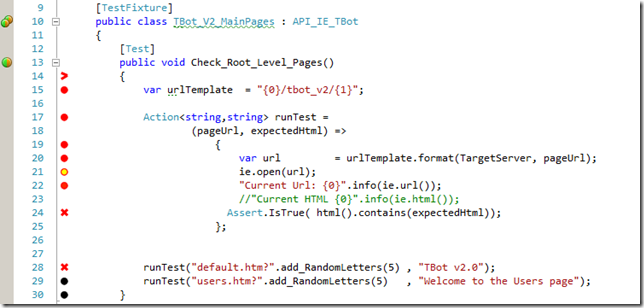 9 [TestFixture]
10 public class TBot_V2_MainPages : API_IE_TBot
11 {
12 [Test]
13 public void Check_Root_Level_Pages()
14 {
15 var urlTemplate = "{0}/tbot_v2/{1}";
16
17 Action<string,string> runTest =
18 (pageUrl, expectedHtml) =>
19 {
20 var url = urlTemplate.format(TargetServer, pageUrl);
21 ie.open(url);
22 "Current Url: {0}".info(ie.url());
23 //"Current HTML {0}".info(ie.html());
24 Assert.IsTrue( html().contains(expectedHtml));
25 };
26
27
28 runTest("default.htm?".add_RandomLetters(5) , "TBot v2.0");
29 runTest("users.htm?".add_RandomLetters(5) , "Welcome to the Users page");
30 }